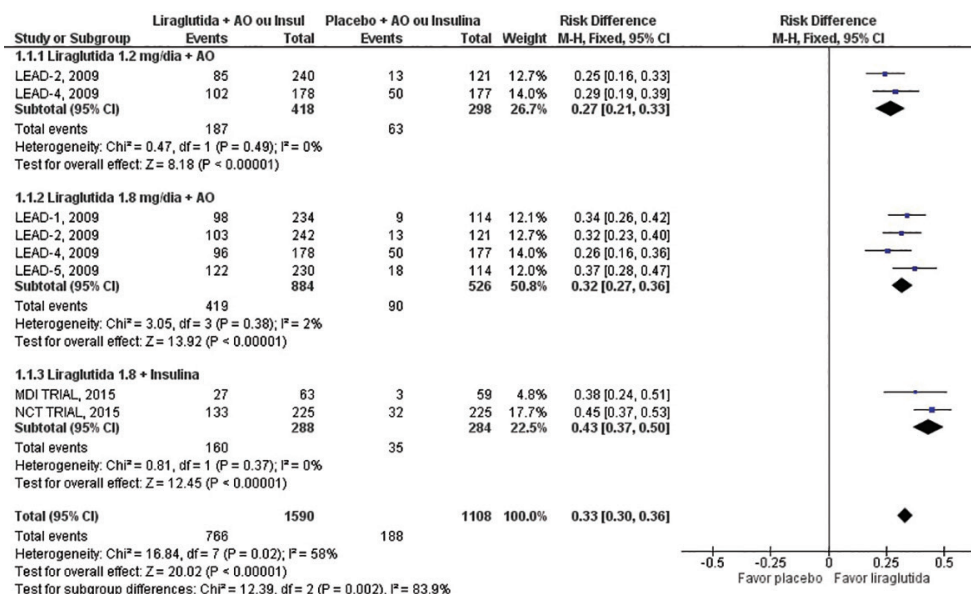 Liraglutida + AO ou Insul Placebo + AO ou Insulina Risk Difference Risk Difference
Study or Subgroup Events Total Events Total Weight M-H, Fixed, 95% CI M-H, Fixed, 95% CI
1.1.1 Liraglutida 1.2 mg/dia + AO
LEAD-2, 2009 85 240 13 121 12.7% 0.25 [0.16, 0.33]
LEAD-4, 2009 102 178 50 177 14.0% 0.29 [0.19, 0.39]
Subtotal (95% CI) 418 298 26.7% 0.27 [0.21, 0.33]
Total events 187 63
Heterogeneity: Chi² = 0.47, df = 1 (P = 0.49); I² = 0%
Test for overall effect: Z = 8.18 (P < 0.00001)
1.1.2 Liraglutida 1.8 mg/dia + AO
LEAD-1, 2009 98 234 9 114 12.1% 0.34 [0.26, 0.42]
LEAD-2, 2009 103 242 13 121 12.7% 0.32 [0.23, 0.40]
LEAD-4, 2009 96 178 50 177 14.0% 0.26 [0.16, 0.36]
LEAD-5, 2009 122 230 18 114 12.0% 0.37 [0.28, 0.47]
Subtotal (95% CI) 884 526 50.8% 0.32 [0.27, 0.36]
Total events 419 90
Heterogeneity: Chi² = 3.05, df = 3 (P = 0.38); I² = 2%
Test for overall effect: Z = 13.92 (P < 0.00001)
1.1.3 Liraglutida 1.8 + Insulina
MDI TRIAL, 2015 27 63 3 59 4.8% 0.38 [0.24, 0.51]
NCT TRIAL, 2015 133 225 32 225 17.7% 0.45 [0.37, 0.53]
Subtotal (95% CI) 288 284 22.5% 0.43 [0.37, 0.50]
Total events 160 35
Heterogeneity: Chi² = 0.81, df = 1 (P = 0.37); I² = 0%
Test for overall effect: Z = 12.45 (P < 0.00001)
Total (95% CI) 1590 1108 100.0% 0.33 [0.30, 0.36]
Total events 766 188
Heterogeneity: Chi² = 16.84, df = 7 (P = 0.02); I² = 58%
Test for overall effect: Z = 20.02 (P < 0.00001)
Test for subgroup differences: Chi² = 12.39, df = 2 (P = 0.002), I² = 83.9%
-0.5 -0.25 0 0.25 0.5
Favor placebo Favor liraglutida